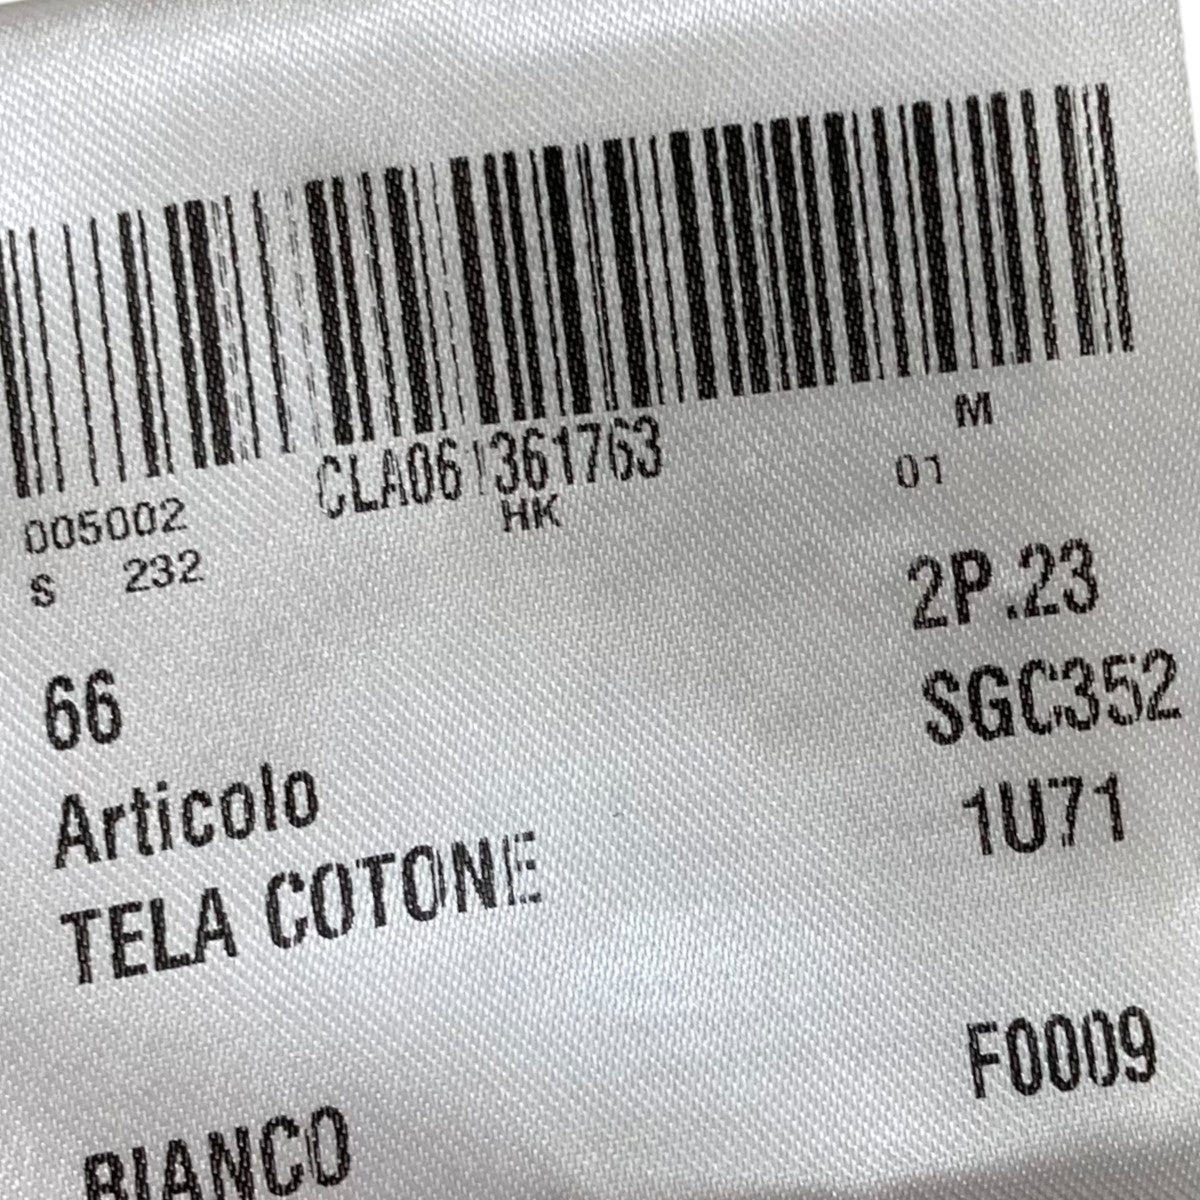 M
CLA061361763 01
005002 HK
S 232
2P.23
66 SGC352
Articolo 1U71
TELA COTONE
F0009
BIANCO